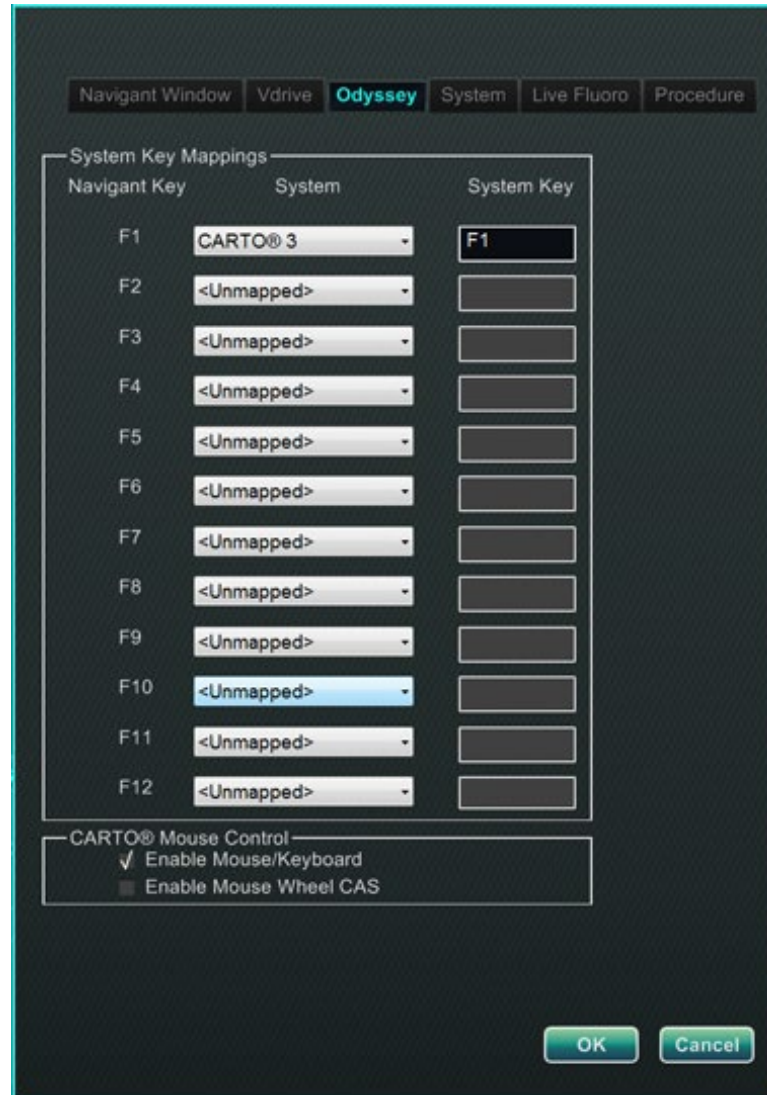 Navigant Window Vdrive Odyssey System Live Fluoro Procedure
System Key Mappings
Navigant Key System System Key
F1 CARTO® 3 F1
F2 <Unmapped>
F3 <Unmapped>
F4 <Unmapped>
F5 <Unmapped>
F6 <Unmapped>
F7 <Unmapped>
F8 <Unmapped>
F9 <Unmapped>
F10 <Unmapped>
F11 <Unmapped>
F12 <Unmapped>
CARTO® Mouse Control
Enable Mouse/Keyboard
Enable Mouse Wheel CAS
OK Cancel